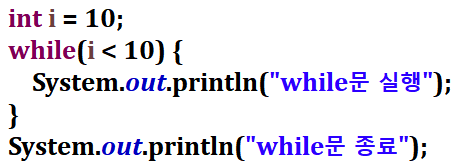 int i = 10;
while(i < 10) {
System.out.println("while문 실행");
}
System.out.println("while문 종료");